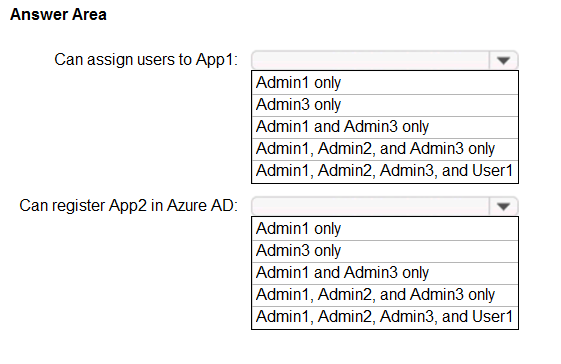 Answer Area
Can assign users to App1:
Admin1 only
Admin3 only
Admin1 and Admin3 only
Admin1, Admin2, and Admin3 only
Admin1, Admin2, Admin3, and User1
Can register App2 in Azure AD:
Admin1 only
Admin3 only
Admin1 and Admin3 only
Admin1, Admin2, and Admin3 only
Admin1, Admin2, Admin3, and User1